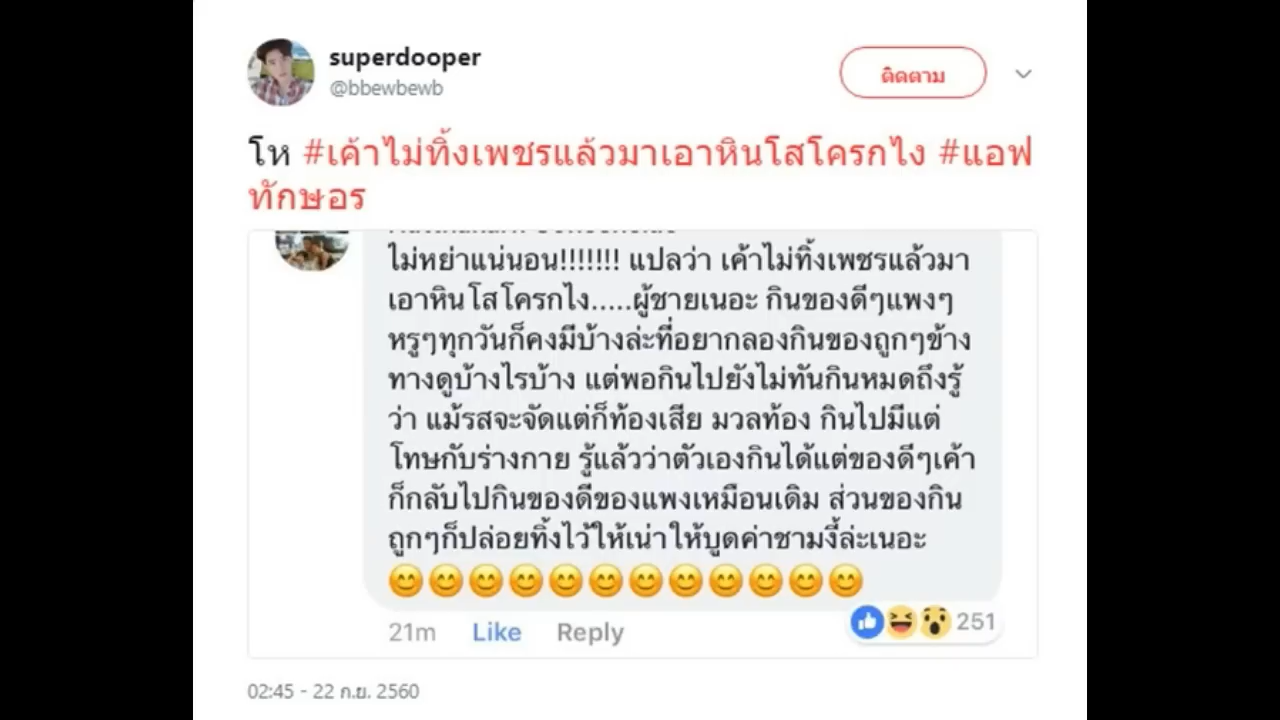 superdooper
@bbewbewb
ติดตาม
โห #เค้าไม่ทิ้งเพชรแล้วมาเอาหินโสโครกไง #แอฟ
ทักษอร
ไม่หย่าแน่นอน!!!!!!! แปลว่า เค้าไม่ทิ้งเพชรแล้วมา
เอาหินโสโครกไง.....ผู้ชายเนอะ กินของดีๆแพงๆ
หรูๆทุกวันก็คงมีบ้างล่ะที่อยากลองกินของถูกๆข้าง
ทางดูบ้างไรบ้าง แต่พอกินไปยังไม่ทันกินหมดถึงรู้
ว่า แม้รสจะจัดแต่ก็ท้องเสีย มวลท้อง กินไปมีแต่
โทษกับร่างกาย รู้แล้วว่าตัวเองกินได้แต่ของดีๆเค้า
ก็กลับไปกินของดีของแพงเหมือนเดิม ส่วนของกิน
ถูกๆก็ปล่อยทิ้งไว้ให้เน่าให้บูดค่าชามงี้ล่ะเนอะ
😊😊😊😊😊😊😊😊😊😊😊😊
21m Like Reply 251
02:45 - 22 ก.ย. 2560